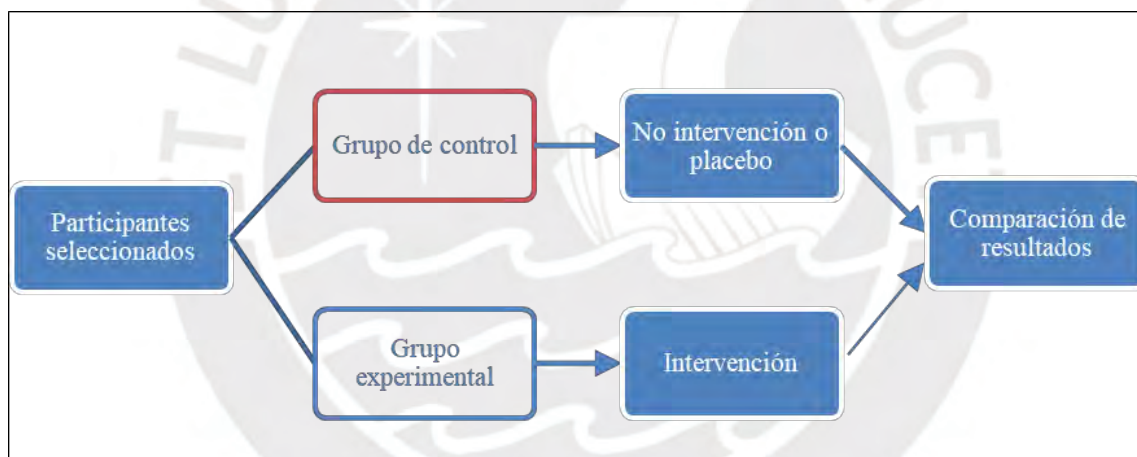 Participantes
seleccionados
Grupo de control
No intervención o
placebo
Grupo
experimental
Intervención
Comparación de
resultados